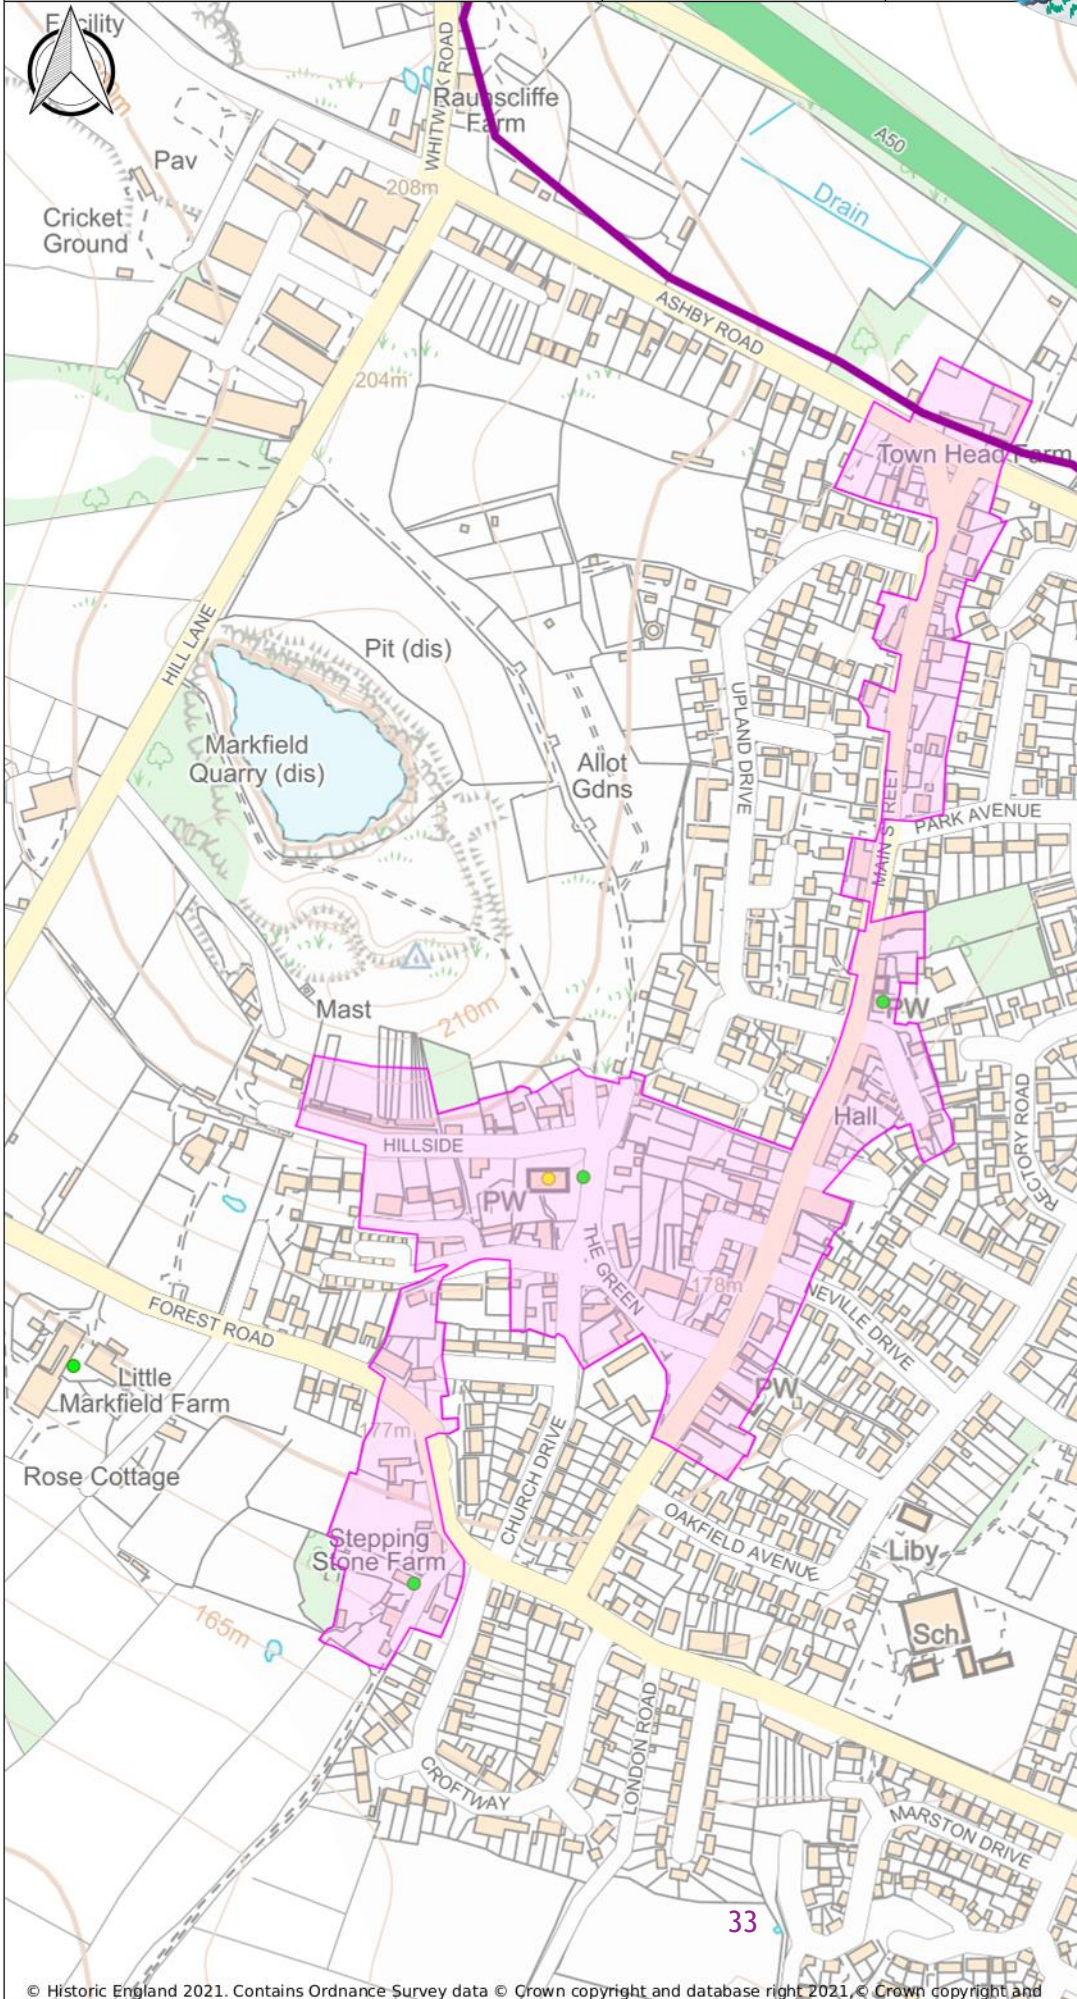 Facility
200m
WHITWICK ROAD
Raunscliffe
Farm
A50
Pav
208m
Drain
Cricket
Ground
ASHBY ROAD
204m
Town Head Farm
HILL LANE
Pit (dis)
UPLAND DRIVE
Markfield
Quarry (dis)
Allot
Gdns
MAIN STREET
PARK AVENUE
Mast
210m
PW
Hall
RECTORY ROAD
HILLSIDE
PW
THE GREEN
178m
NEVILLE DRIVE
FOREST ROAD
Little
Markfield Farm
PW
177m
Rose Cottage
CHURCH DRIVE
OAKFIELD AVENUE
Stepping
Stone Farm
Liby
165m
Sch
LONDON ROAD
CROFTWAY
MARSTON DRIVE
33
© Historic England 2021. Contains Ordnance Survey data © Crown copyright and database right 2021, © Crown copyright and